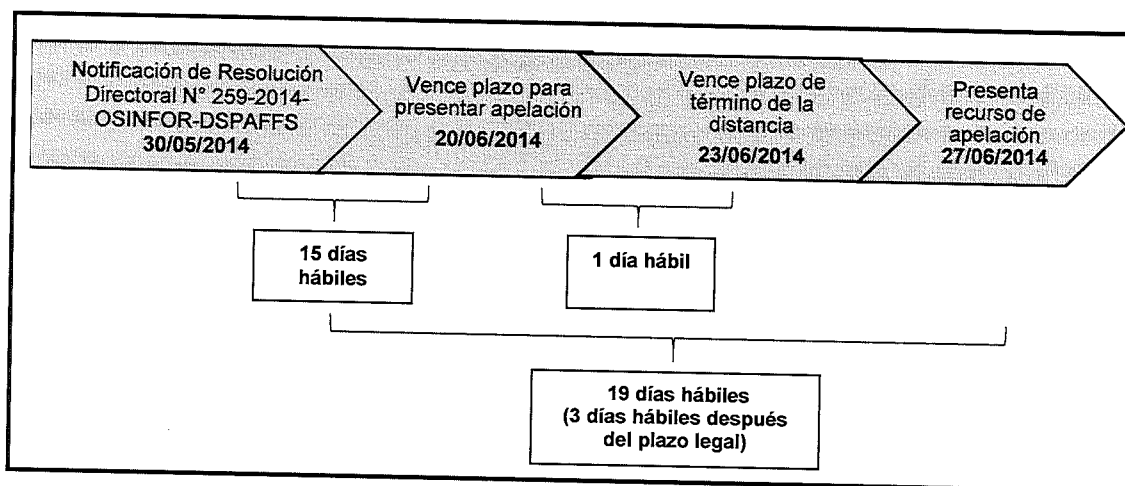 Notificación de Resolución
Directoral N° 259-2014-
OSINFOR-DSPAFFS
30/05/2014
Vence plazo para
presentar apelación
20/06/2014
Vence plazo de
término de la
distancia
23/06/2014
Presenta
recurso de
apelación
27/06/2014
15 días
hábiles
1 día hábil
19 días hábiles
(3 días hábiles después
del plazo legal)